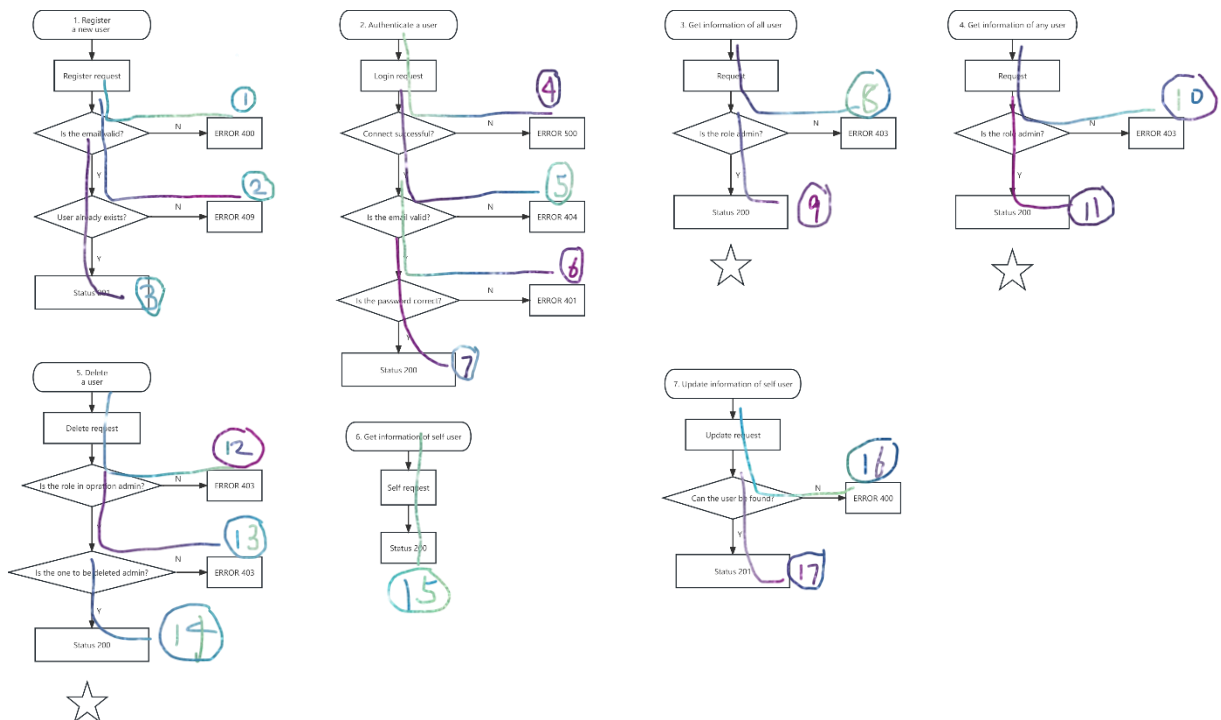 1. Register
a new user
Register request
1
Is the email valid?
N
ERROR 400
Y
2
User already exists?
N
ERROR 409
Y
Status 201
3
2. Authenticate a user
Login request
4
Connect successful?
N
ERROR 500
5
Is the email valid?
N
ERROR 404
6
Is the password correct?
N
ERROR 401
Y
Status 200
7
3. Get information of all user
Request
8
Is the role admin?
N
ERROR 403
Y
Status 200
9
4. Get information of any user
Request
10
Is the role admin?
N
ERROR 403
Y
Status 200
11
5. Delete
a user
Delete request
12
Is the role in opration admin?
N
ERROR 403
13
Is the one to be deleted admin?
N
ERROR 403
Y
Status 200
14
6. Get information of self user
Self request
Status 200
15
7. Update information of self user
Update request
16
Can the user be found?
N
ERROR 400
Y
Status 201
17